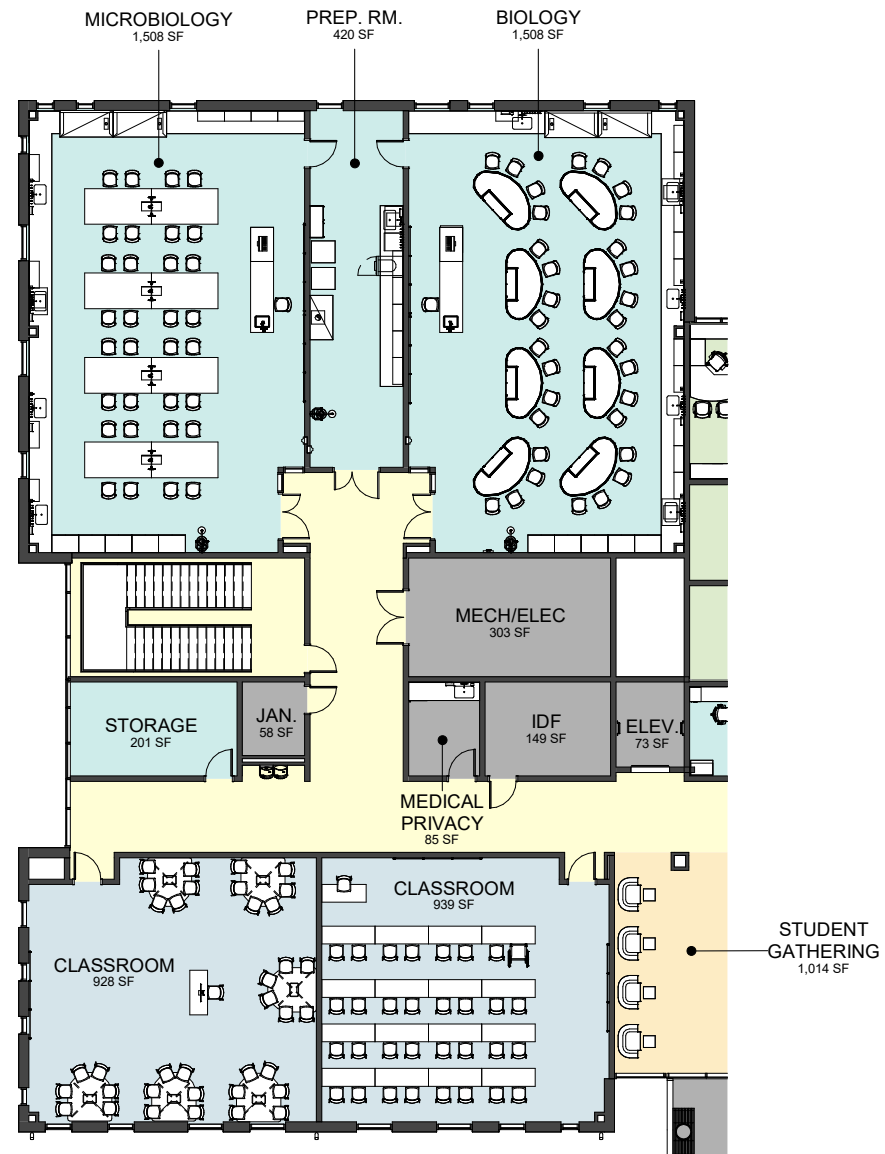 MICROBIOLOGY
1,508 SF
PREP. RM.
420 SF
BIOLOGY
1,508 SF
MECH/ELEC
303 SF
STORAGE
201 SF
JAN.
58 SF
IDF
149 SF
ELEV.
73 SF
MEDICAL
PRIVACY
85 SF
CLASSROOM
939 SF
CLASSROOM
928 SF
STUDENT
GATHERING
1,014 SF